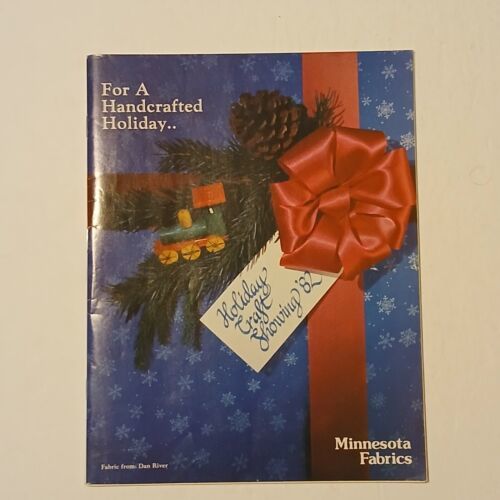 For A
Handcrafted
Holiday..
Holiday
Craft
Showing '82
Minnesota
Fabrics
Fabric from: Dan River